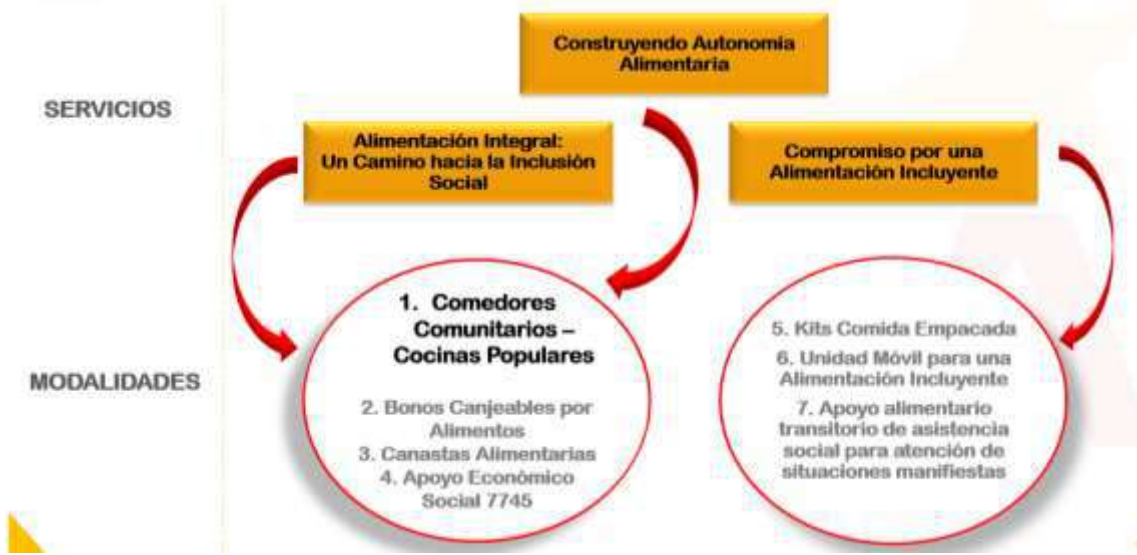 Construyendo Autonomía
Alimentaria
SERVICIOS
Alimentación Integral:
Un Camino hacia la Inclusión
Social
Compromiso por una
Alimentación Incluyente
MODALIDADES
1. Comedores
Comunitarios –
Cocinas Populares
2. Bonos Canjeables por
Alimentos
3. Canastas Alimentarias
4. Apoyo Económico
Social 7745
5. Kits Comida Empacada
6. Unidad Móvil para una
Alimentación Incluyente
7. Apoyo alimentario
transitorio de asistencia
social para atención de
situaciones manifiestas